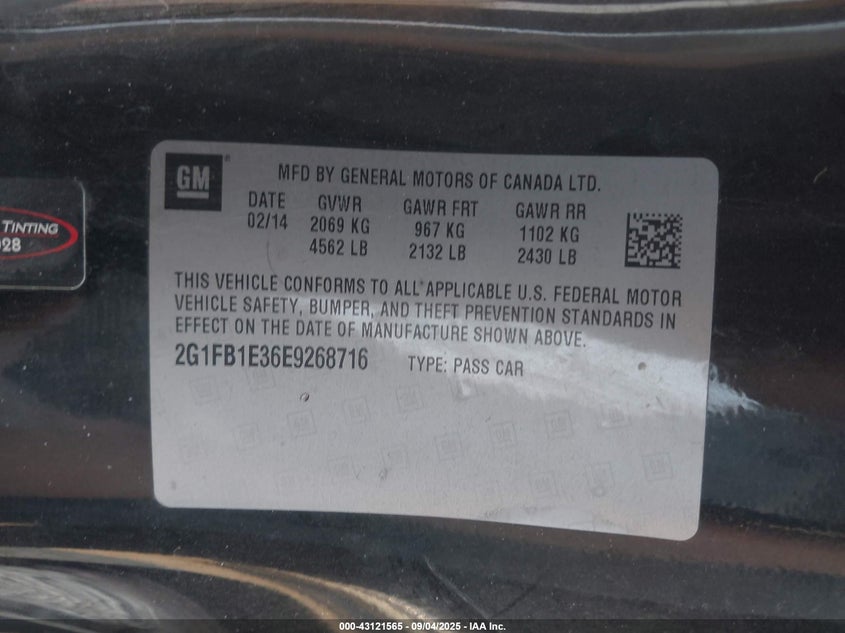 GM
®
MFD BY GENERAL MOTORS OF CANADA LTD.
DATE GVWR GAWR FRT GAWR RR
02/14 2069 KG 967 KG 1102 KG
4562 LB 2132 LB 2430 LB
THIS VEHICLE CONFORMS TO ALL APPLICABLE U.S. FEDERAL MOTOR
VEHICLE SAFETY, BUMPER, AND THEFT PREVENTION STANDARDS IN
EFFECT ON THE DATE OF MANUFACTURE SHOWN ABOVE.
2G1FB1E36E9268716 TYPE: PASS CAR
TINTING
028
000-43121565 - 09/04/2025 - IAA Inc.